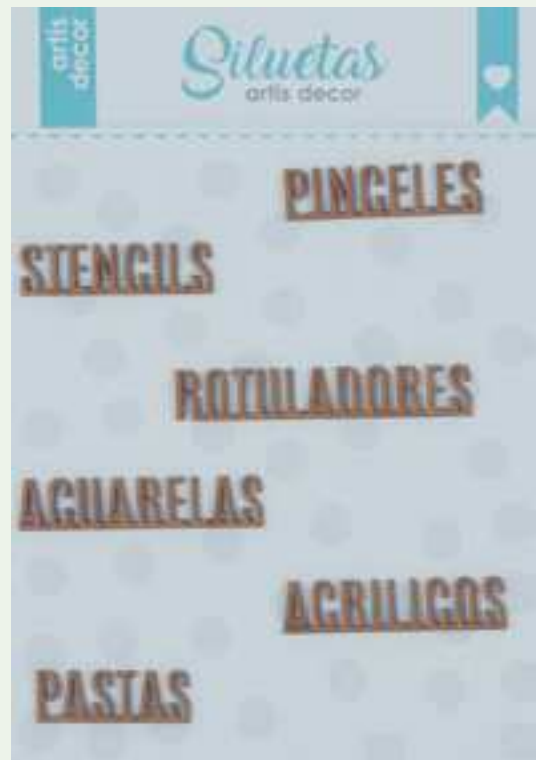 artis
decor
Siluetas
artis decor
PINCELES
STENCILS
ROTULADORES
ACUARELAS
ACRILICOS
PASTAS